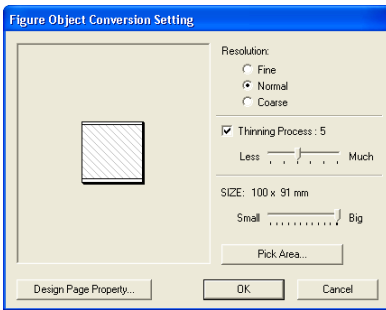 Figure Object Conversion Setting
Resolution:
Fine
Normal
Coarse
Thinning Process : 5
Less Much
SIZE: 100 x 91 mm
Small Big
Pick Area...
Design Page Property... OK Cancel